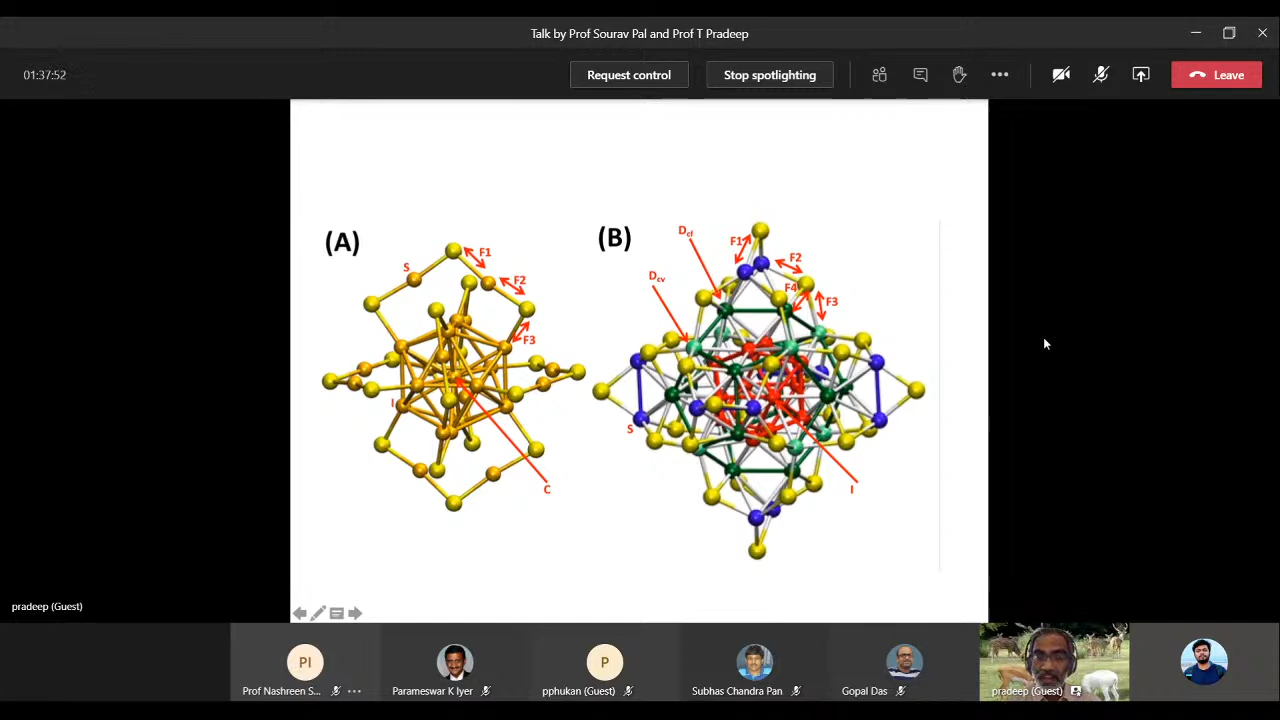 Talk by Prof Sourav Pal and Prof T Pradeep
01:37:52
Request control
Stop spotlighting
Leave
(A)
F1
S
F2
F3
I
C
(B)
Dcf
F1
F2
Dcv
F4
F3
S
I
pradeep (Guest)
PI
P
Prof Nashreen S...
Parameswar K Iyer
pphukan (Guest)
Subhas Chandra Pan
Gopal Das
pradeep (Guest)